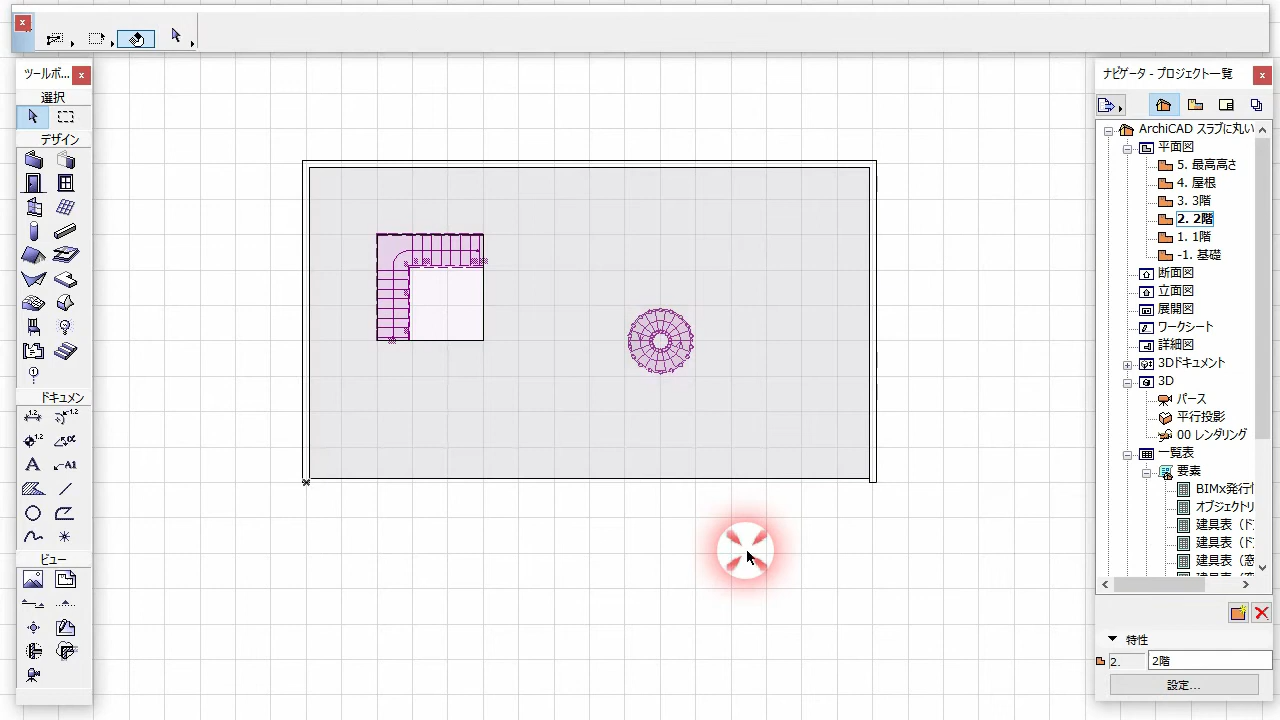 ツールボ...
選択
デザイン
ドキュメン
ビュー
ナビゲータ - プロジェクト一覧
ArchiCAD スラブに丸い
平面図
5. 最高高さ
4. 屋根
3. 3階
2. 2階
1. 1階
-1. 基礎
断面図
立面図
展開図
ワークシート
詳細図
3Dドキュメント
3D
パース
平行投影
00 レンダリング
一覧表
要素
BIMx発行
オブジェクトリ
建具表（ド
建具表（ド
建具表（窓
特性
2.
2階
設定...